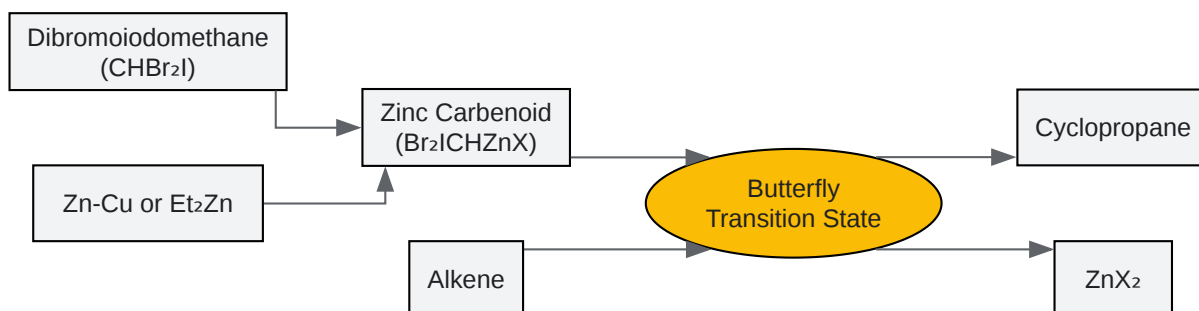 Dibromoiodomethane
(CHBr₂I)
Zinc Carbenoid
(Br₂ICHZnX)
Zn-Cu or Et₂Zn
Alkene
Butterfly
Transition State
Cyclopropane
ZnX₂